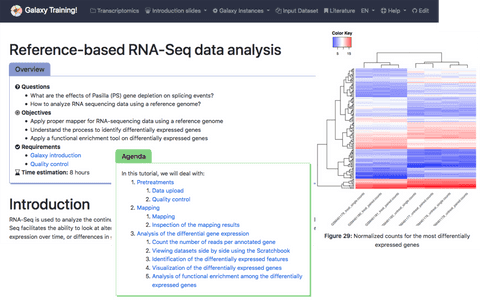 Galaxy Training! Transcriptomics Introduction slides Galaxy Instances Input Dataset Literature EN Help Edit
Reference-based RNA-Seq data analysis
Overview
Questions
• What are the effects of Pasilla (PS) gene depletion on splicing events?
• How to analyze RNA sequencing data using a reference genome?
Objectives
• Apply proper mapper for RNA-sequencing data using a reference genome
• Understand the process to identify differentially expressed genes
• Apply a functional enrichment tool on differentially expressed genes
Requirements
• Galaxy introduction
• Quality control
Time estimation: 8 hours
Introduction
RNA-Seq is used to analyze the contin
Seq facilitates the ability to look at alte
expression over time, or differences in
Agenda
In this tutorial, we will deal with:
1. Pretreatments
1. Data upload
2. Quality control
2. Mapping
1. Mapping
2. Inspection of the mapping results
3. Analysis of the differential gene expression
1. Count the number of reads per annotated gene
2. Viewing datasets side by side using the Scratchbook
3. Identification of the differentially expressed features
4. Visualization of the differentially expressed genes
5. Analysis of functional enrichment among the differentially
expressed genes
Color Key
Figure 29: Normalized counts for the most differentially
expressed genes